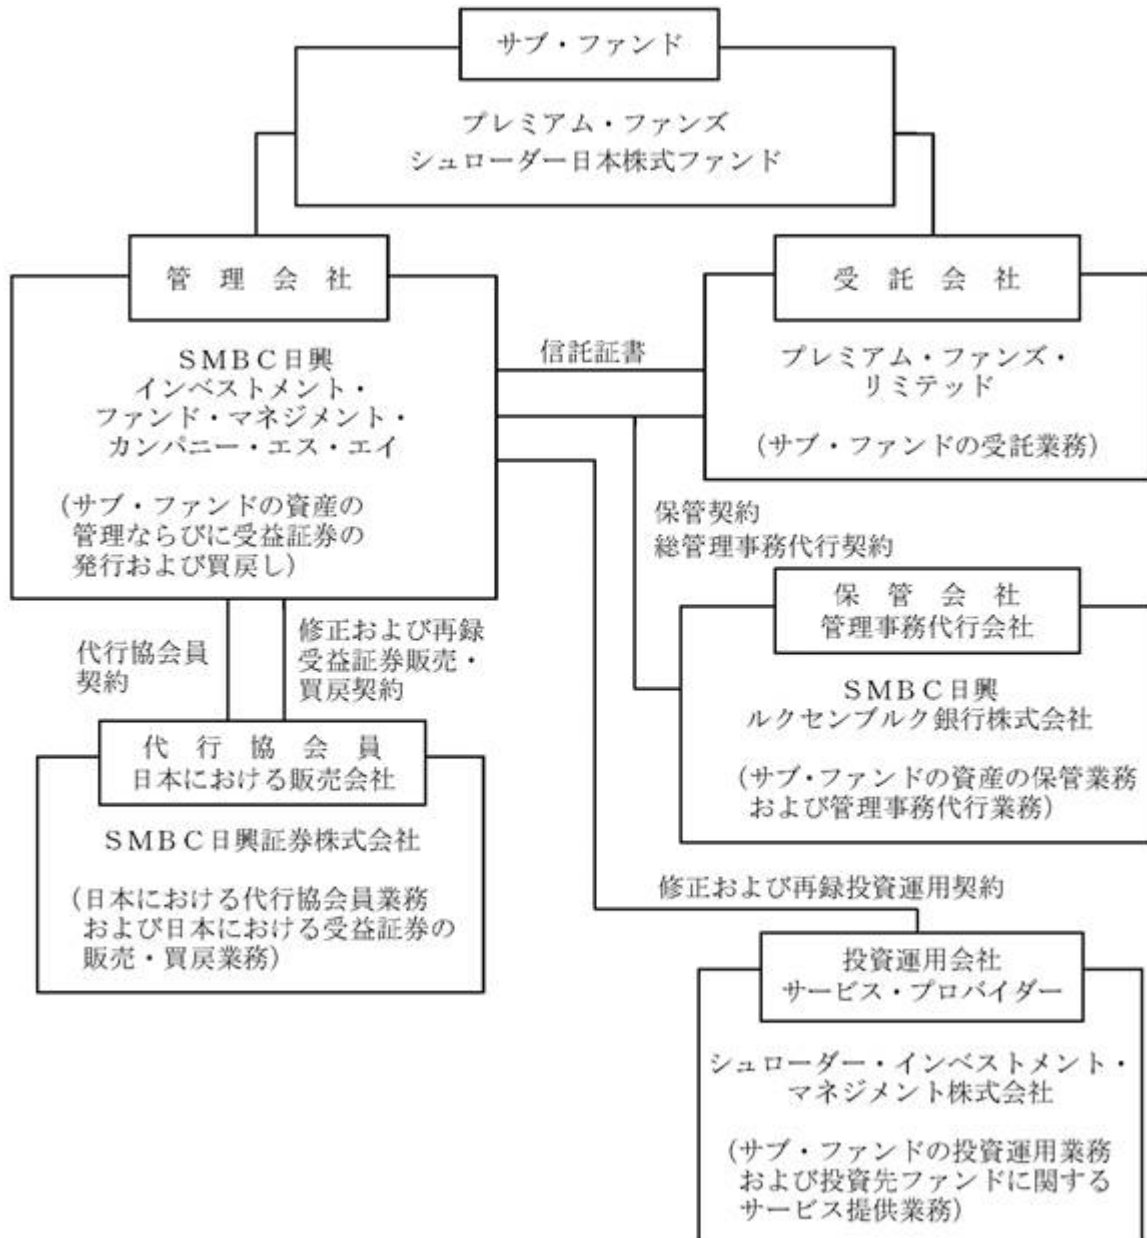 サブ・ファンド
プレミアム・ファンズ
シュローダー日本株式ファンド
管理会社
SMBC日興
インベストメント・
ファンド・マネジメント・
カンパニー・エス・エイ
(サブ・ファンドの資産の
管理ならびに受益証券の
発行および買戻し)
信託証書
受託会社
プレミアム・ファンズ・
リミテッド
(サブ・ファンドの受託業務)
保管契約
総管理事務代行契約
保管会社
管理事務代行会社
SMBC日興
ルクセンブルク銀行株式会社
(サブ・ファンドの資産の保管業務
および管理事務代行業務)
代行協会員
契約
修正および再録
受益証券販売・
買戻契約
代行協会員
日本における販売会社
SMBC日興証券株式会社
(日本における代行協会員業務
および日本における受益証券の
販売・買戻業務)
修正および再録投資運用契約
投資運用会社
サービス・プロバイダー
シュローダー・インベストメント・
マネジメント株式会社
(サブ・ファンドの投資運用業務
および投資先ファンドに関する
サービス提供業務)